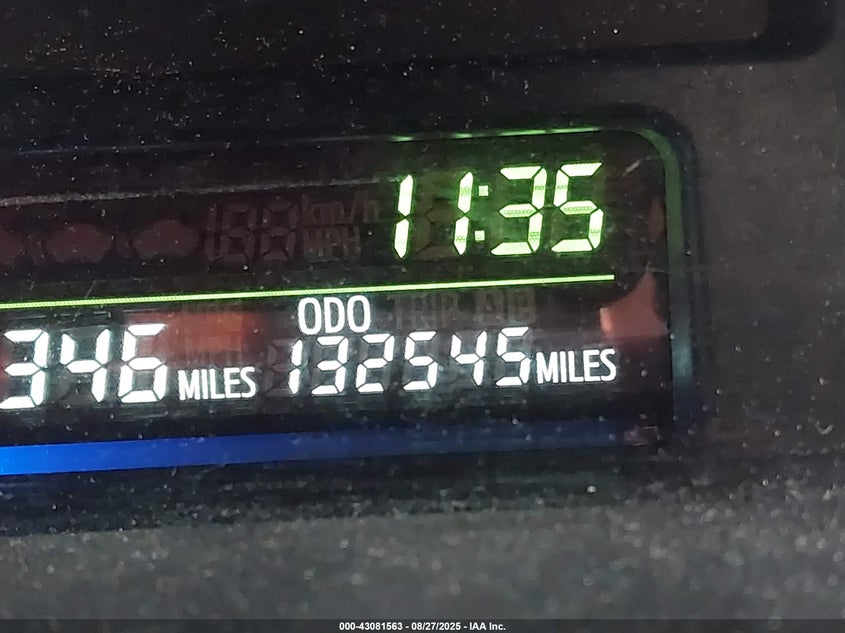 11:35
ODO
346 MILES 132545 MILES
000-43081563 - 08/27/2025 - IAA Inc.